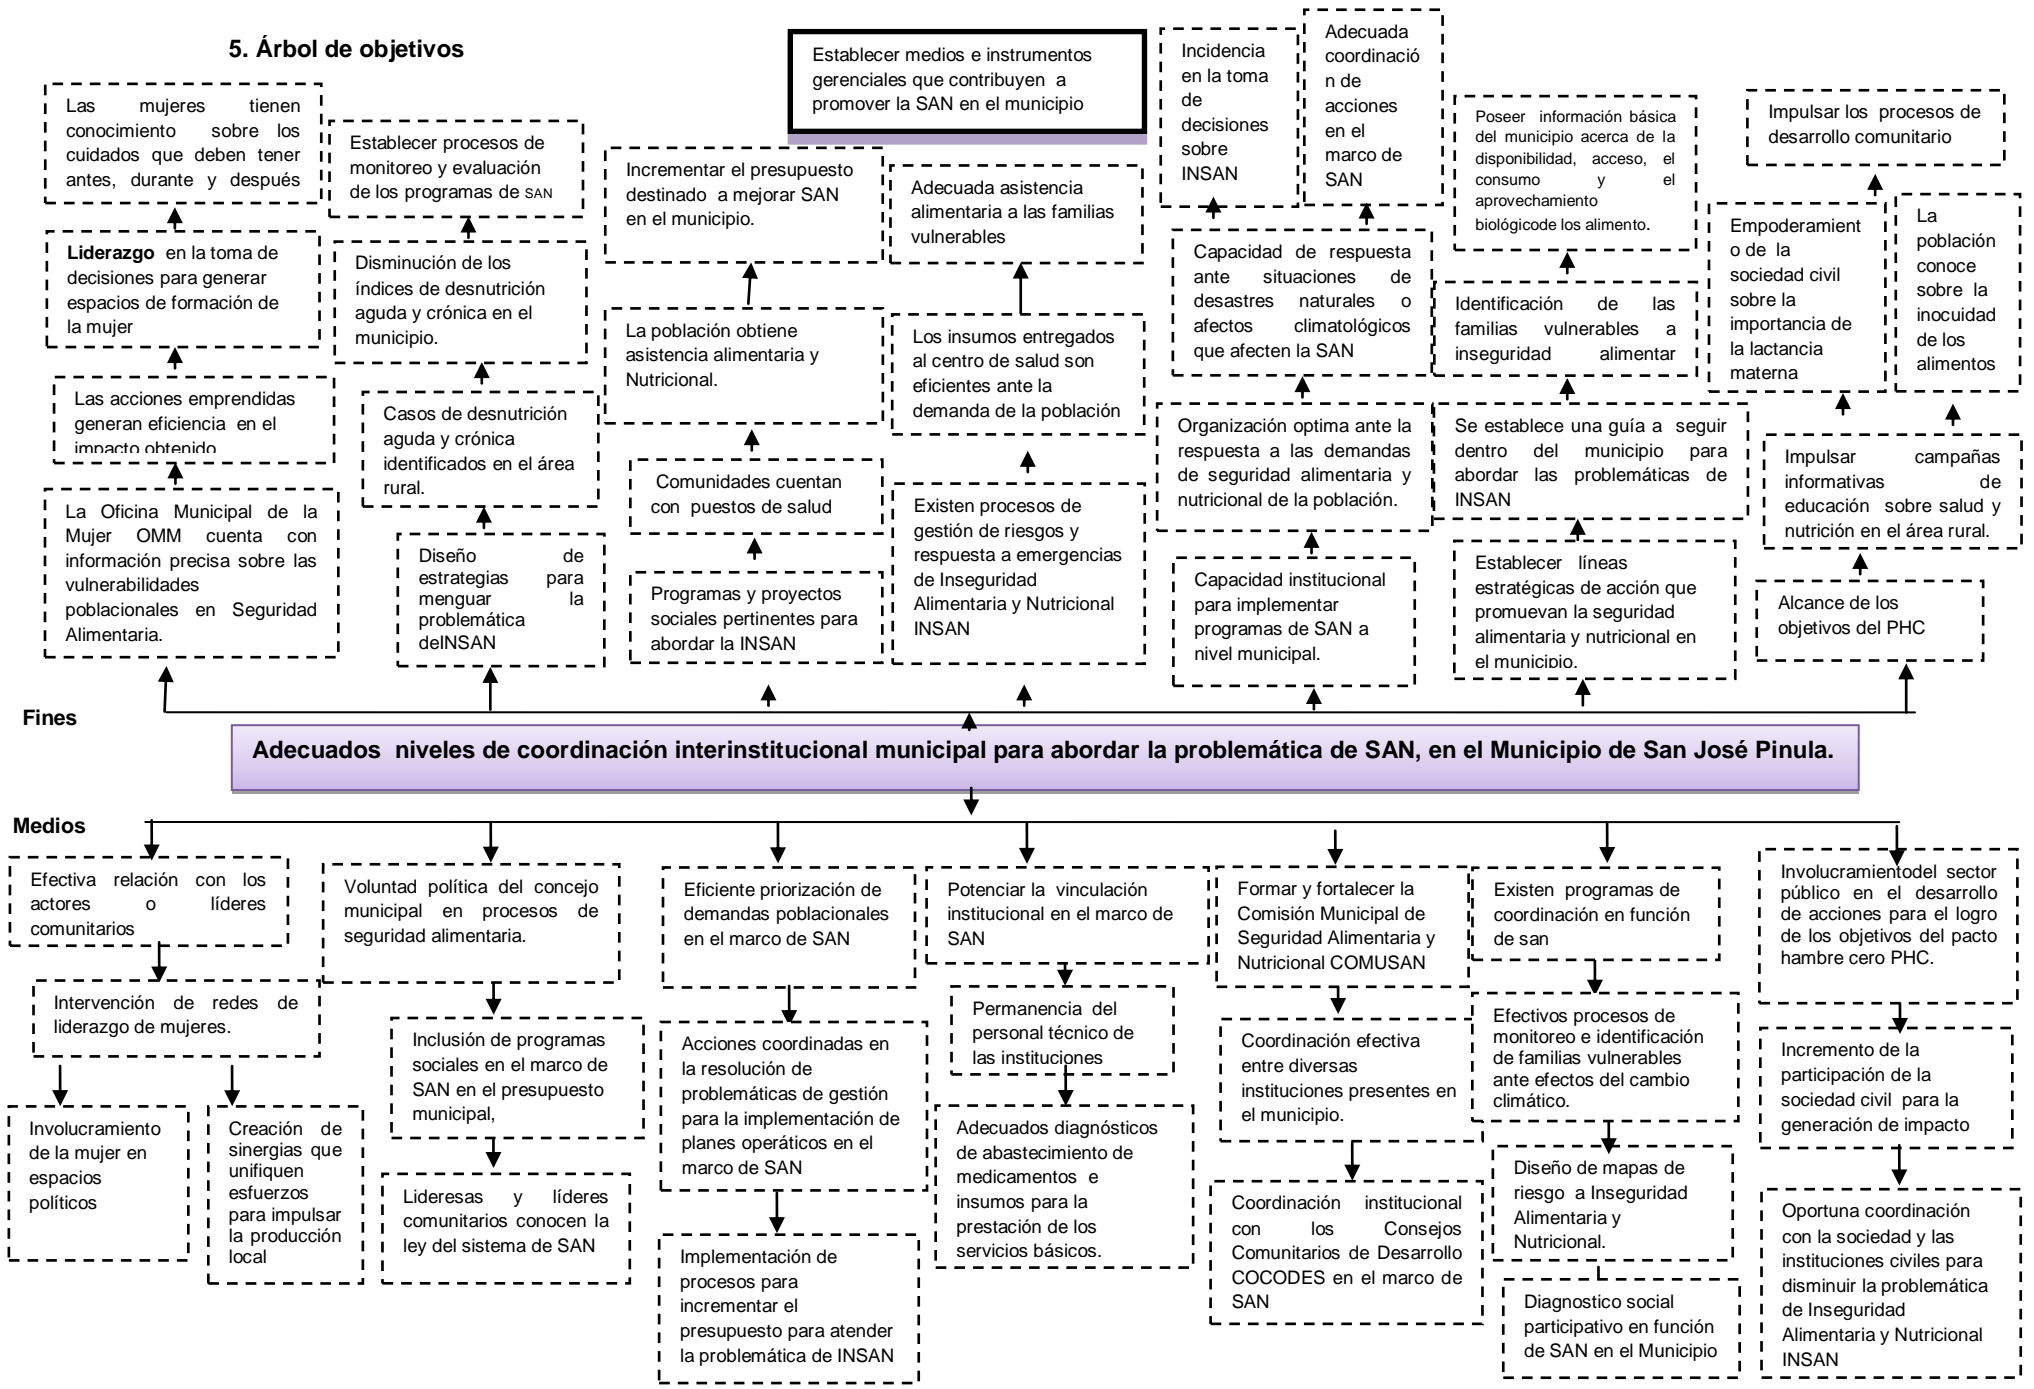 5. Árbol de objetivos
Establecer medios e instrumentos
gerenciales que contribuyen a
promover la SAN en el municipio
Las mujeres tienen
conocimiento sobre los
cuidados que deben tener
antes, durante y después
Liderazgo en la toma de
decisiones para generar
espacios de formación de
la mujer
Las acciones emprendidas
generan eficiencia en el
impacto obtenido
La Oficina Municipal de la
Mujer OMM cuenta con
información precisa sobre las
vulnerabilidades
poblacionales en Seguridad
Alimentaria.
Establecer procesos de
monitoreo y evaluación
de los programas de SAN
Disminución de los
índices de desnutrición
aguda y crónica en el
municipio.
Casos de desnutrición
aguda y crónica
identificados en el área
rural.
Diseño de
estrategias para
menguar la
problemática
deINSAN
Incrementar el presupuesto
destinado a mejorar SAN
en el municipio.
La población obtiene
asistencia alimentaria y
Nutricional.
Comunidades cuentan
con puestos de salud
Programas y proyectos
sociales pertinentes para
abordar la INSAN
Adecuada asistencia
alimentaria a las familias
vulnerables
Los insumos entregados
al centro de salud son
eficientes ante la
demanda de la población
Existen procesos de
gestión de riesgos y
respuesta a emergencias
de Inseguridad
Alimentaria y Nutricional
INSAN
Incidencia
en la toma
de
decisiones
sobre
INSAN
Adecuada
coordinació
n de
acciones
en el
marco de
SAN
Capacidad de respuesta
ante situaciones de
desastres naturales o
afectos climatológicos
que afecten la SAN
Organización optima ante la
respuesta a las demandas
de seguridad alimentaria y
nutricional de la población.
Capacidad institucional
para implementar
programas de SAN a
nivel municipal.
Poseer información básica
del municipio acerca de la
disponibilidad, acceso, el
consumo y el
aprovechamiento
biológicode los alimento.
Identificación de las
familias vulnerables a
inseguridad alimentar
Se establece una guía a seguir
dentro del municipio para
abordar las problemáticas de
INSAN
Establecer líneas
estratégicas de acción que
promuevan la seguridad
alimentaria y nutricional en
el municipio.
Impulsar los procesos de
desarrollo comunitario
Empoderamient
o de la
sociedad civil
sobre la
importancia de
la lactancia
materna
La
población
conoce
sobre la
inocuidad
de los
alimentos
Impulsar campañas
informativas de
educación sobre salud y
nutrición en el área rural.
Alcance de los
objetivos del PHC
Fines
Adecuados niveles de coordinación interinstitucional municipal para abordar la problemática de SAN, en el Municipio de San José Pinula.
Medios
Efectiva relación con los
actores o líderes
comunitarios
Intervención de redes de
liderazgo de mujeres.
Involucramiento
de la mujer en
espacios
políticos
Creación de
sinergias que
unifiquen
esfuerzos
para impulsar
la producción
local
Voluntad política del concejo
municipal en procesos de
seguridad alimentaria.
Inclusión de programas
sociales en el marco de
SAN en el presupuesto
municipal,
Lideresas y líderes
comunitarios conocen la
ley del sistema de SAN
Eficiente priorización de
demandas poblacionales
en el marco de SAN
Acciones coordinadas en
la resolución de
problemáticas de gestión
para la implementación de
planes operáticos en el
marco de SAN
Implementación de
procesos para
incrementar el
presupuesto para atender
la problemática de INSAN
Potenciar la vinculación
institucional en el marco de
SAN
Permanencia del
personal técnico de
las instituciones
Adecuados diagnósticos
de abastecimiento de
medicamentos e
insumos para la
prestación de los
servicios básicos.
Formar y fortalecer la
Comisión Municipal de
Seguridad Alimentaria y
Nutricional COMUSAN
Coordinación efectiva
entre diversas
instituciones presentes en
el municipio.
Coordinación institucional
con los Consejos
Comunitarios de Desarrollo
COCODES en el marco de
SAN
Existen programas de
coordinación en función
de san
Efectivos procesos de
monitoreo e identificación
de familias vulnerables
ante efectos del cambio
climático.
Diseño de mapas de
riesgo a Inseguridad
Alimentaria y
Nutricional.
Diagnostico social
participativo en función
de SAN en el Municipio
Involucramientodel sector
público en el desarrollo
de acciones para el logro
de los objetivos del pacto
hambre cero PHC.
Incremento de la
participación de la
sociedad civil para la
generación de impacto
Oportuna coordinación
con la sociedad y las
instituciones civiles para
disminuir la problemática
de Inseguridad
Alimentaria y Nutricional
INSAN